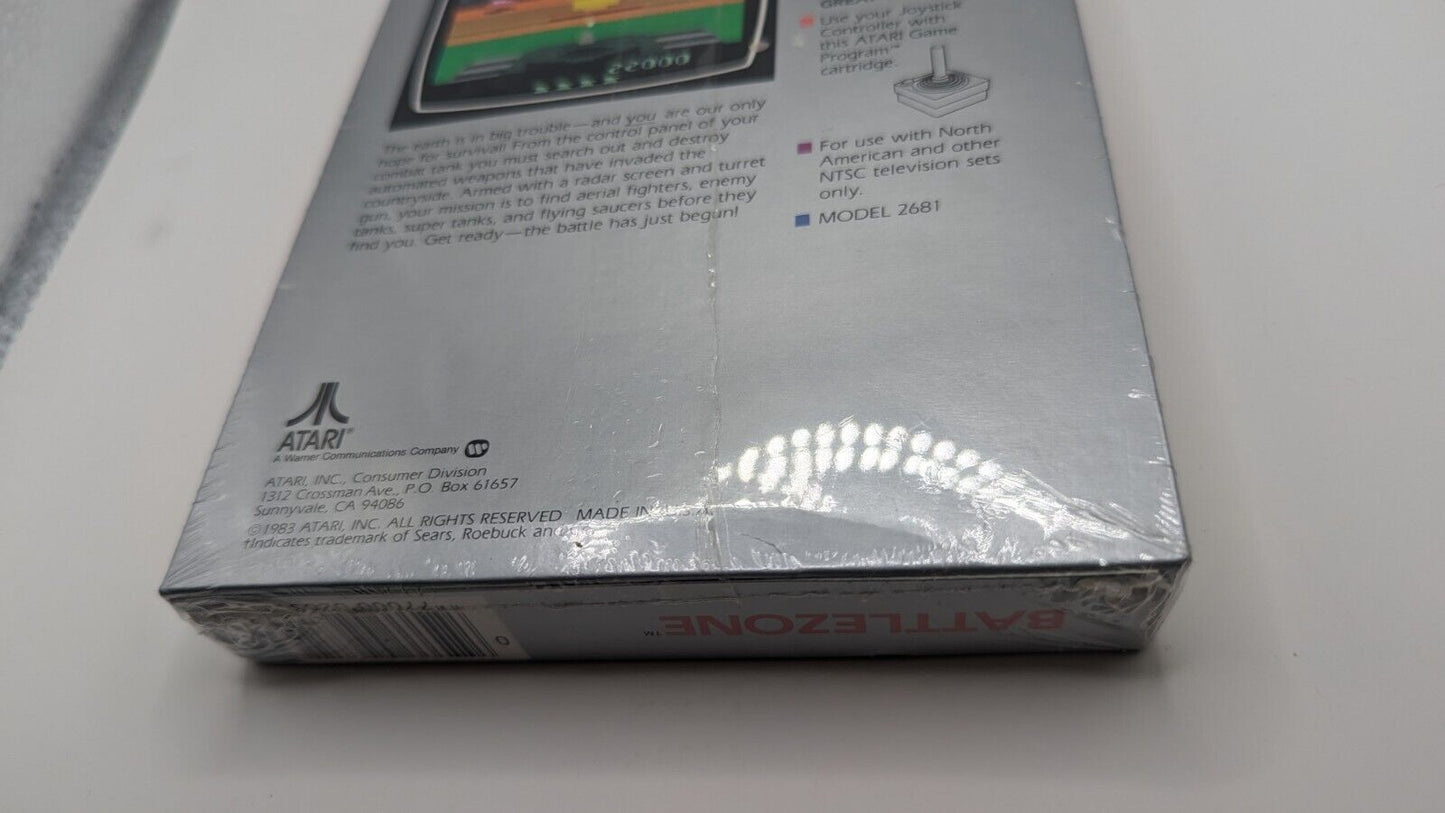 22000
The earth is in big trouble—and you are our only
hope for survival! From the control panel of your
combat tank you must search out and destroy
automated weapons that have invaded the
countryside. Armed with a radar screen and turret
gun, your mission is to find aerial fighters, enemy
tanks, super tanks, and flying saucers before they
find you. Get ready—the battle has just begun!
Use your Joystick
Controller with
this ATARI Game
Program™
cartridge.
For use with North
American and other
NTSC television sets
only.
MODEL 2681
ATARI®
A Warner Communications Company
ATARI, INC., Consumer Division
1312 Crossman Ave., P.O. Box 61657
Sunnyvale, CA 94086
©1983 ATARI, INC. ALL RIGHTS RESERVED MADE IN U.S.A.
†Indicates trademark of Sears, Roebuck and
BATTLEZONE™
0